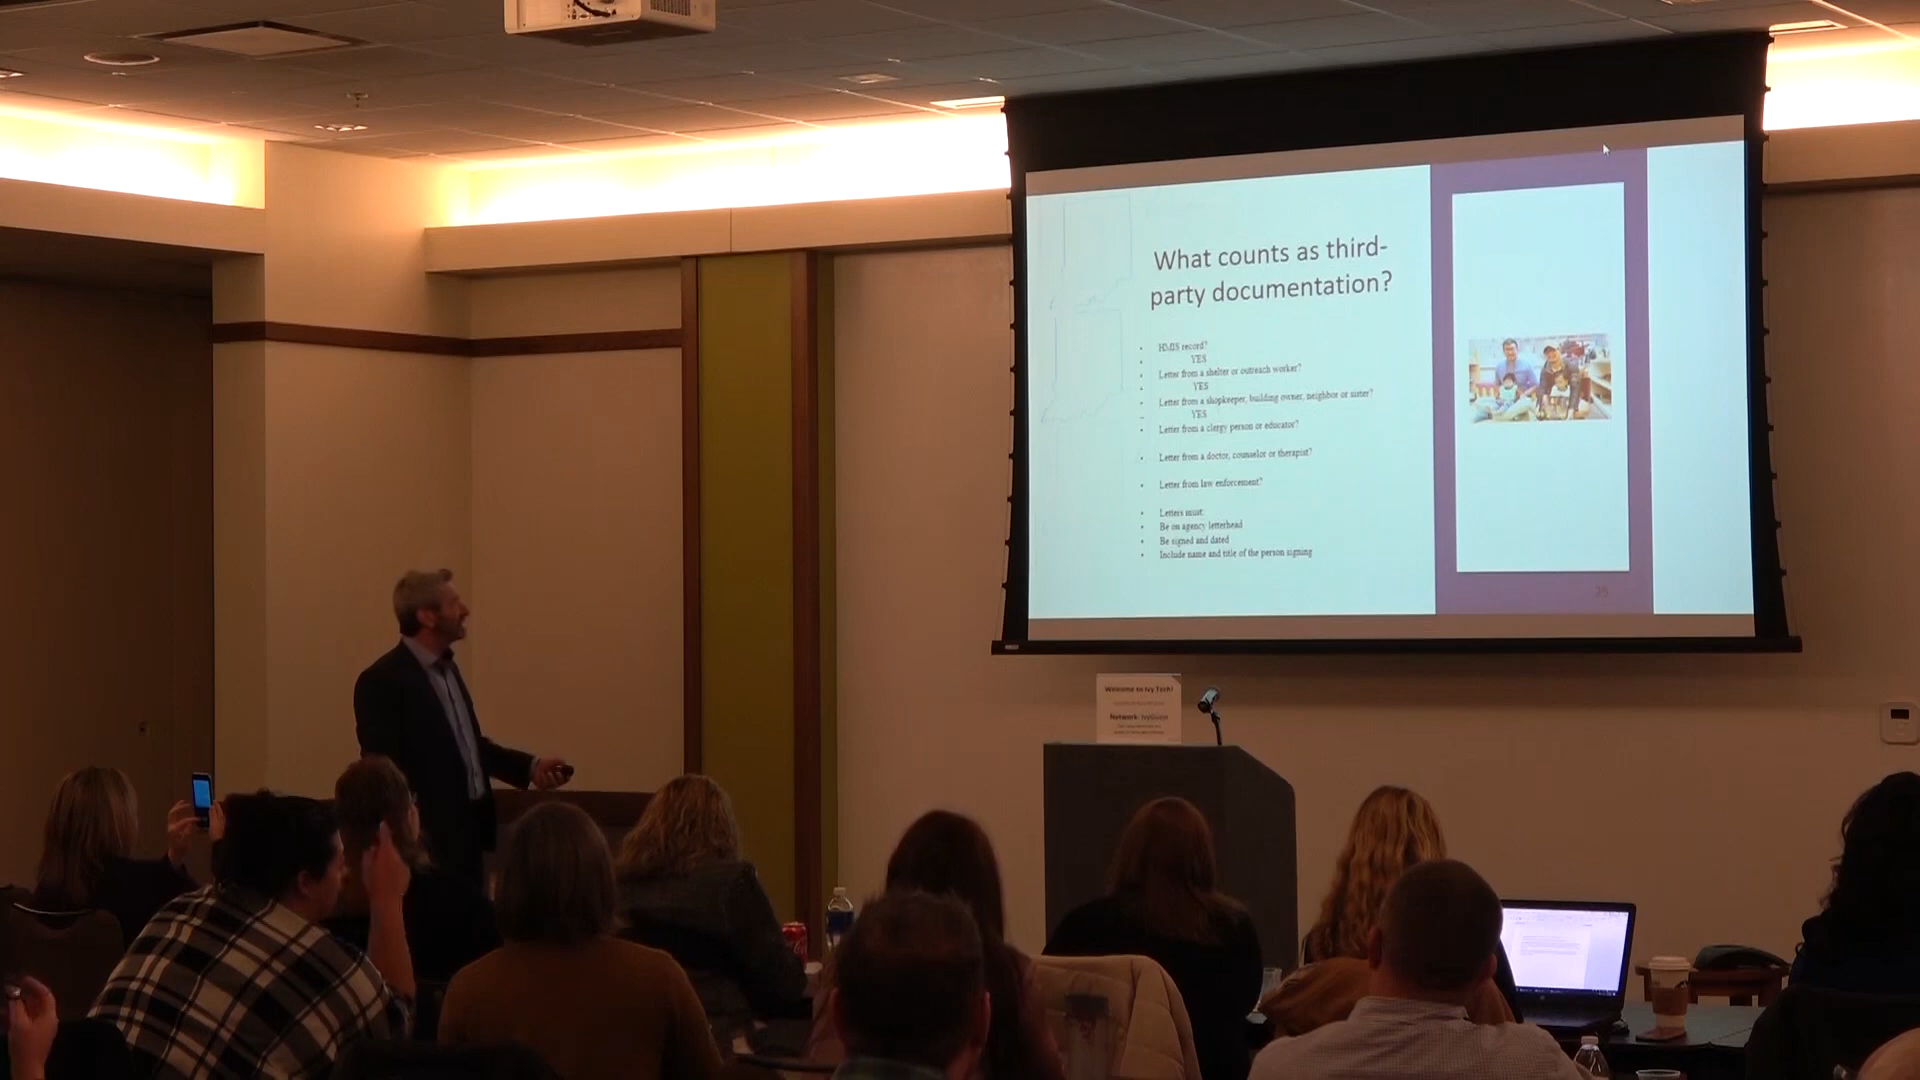 What counts as third-
party documentation?
• HMIS record?
• YES
• Letter from a shelter or outreach worker?
• YES
• Letter from a shopkeeper, building owner, neighbor or sister?
YES
• Letter from a clergy person or educator?
• Letter from a doctor, counselor or therapist?
• Letter from law enforcement?
• Letters must:
• Be on agency letterhead
• Be signed and dated
• Include name and title of the person signing
25
Welcome to Ivy Tech!
Network: